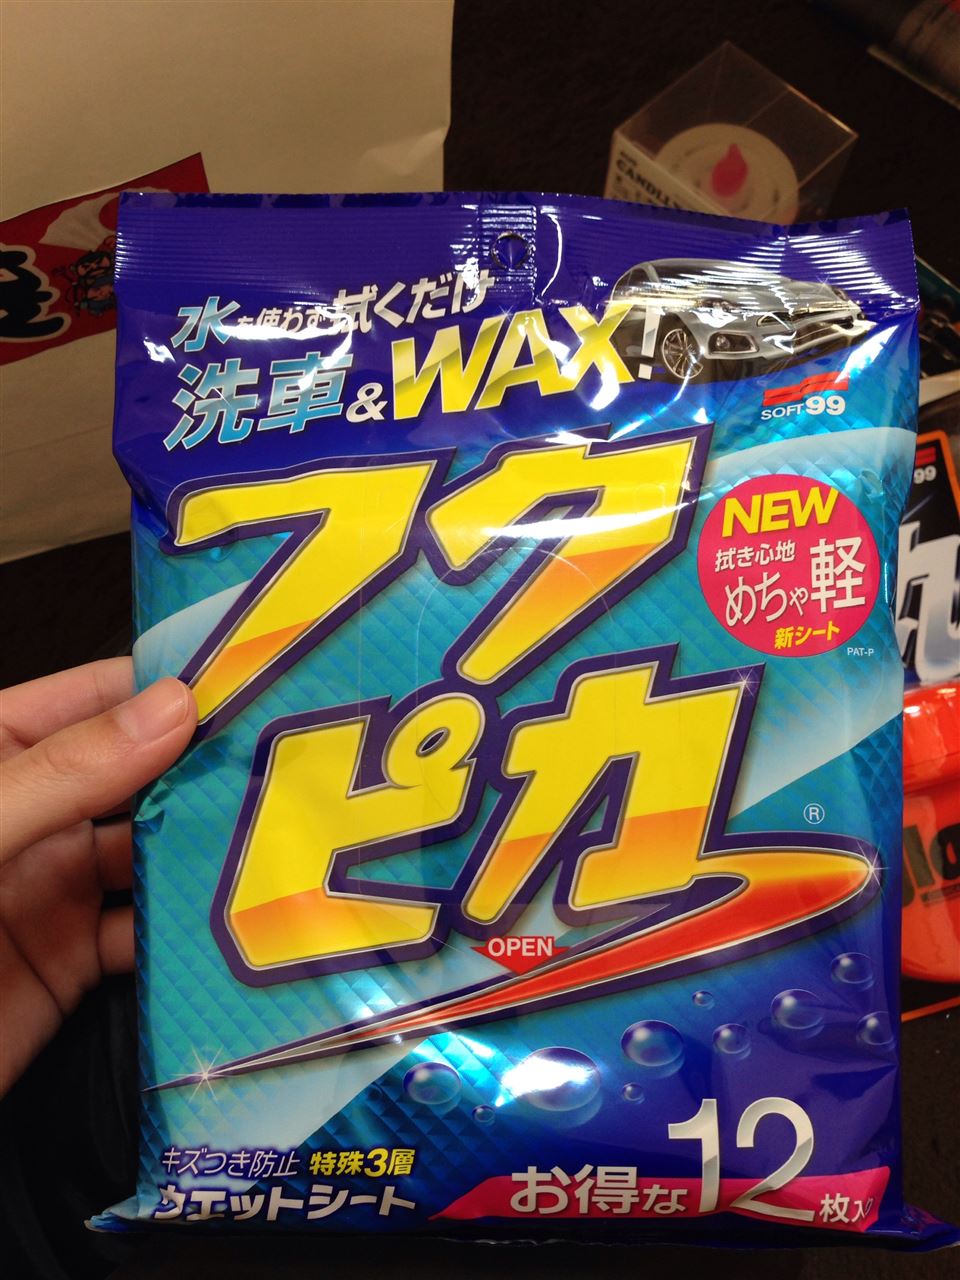 水を使わず拭くだけ
洗車&WAX!
SOFT99
フク
ピカ
®
NEW
拭き心地
めちゃ軽
新シート
PAT-P
OPEN
キズつき防止 特殊3層
ウエットシート
お得な12枚入
CANDLE
99